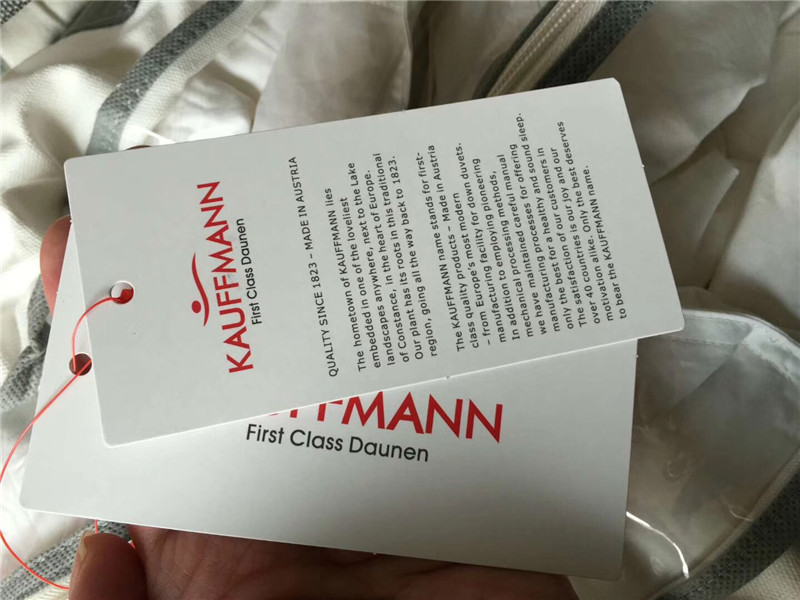 KAUFFMANN
First Class Daunen
QUALITY SINCE 1823 – MADE IN AUSTRIA
The hometown of KAUFFMANN lies
embedded in one of the loveliest
landscapes anywhere, next to the Lake
of Constance, in the heart of Europe.
Our plant has its roots in this traditional
region, going all the way back to 1823.
The KAUFFMANN name stands for first-
class quality products – Made in Austria
– from Europe's most modern
manufacturing facility for down duvets.
In addition to employing pioneering
mechanical processing methods,
we have maintained careful manual
manufacturing processes for offering
only the best for a healthy and sound sleep.
The satisfaction of our customers in
over 40 countries is our joy and our
motivation alike. Only the best deserves
to bear the KAUFFMANN name.
FFMANN
First Class Daunen